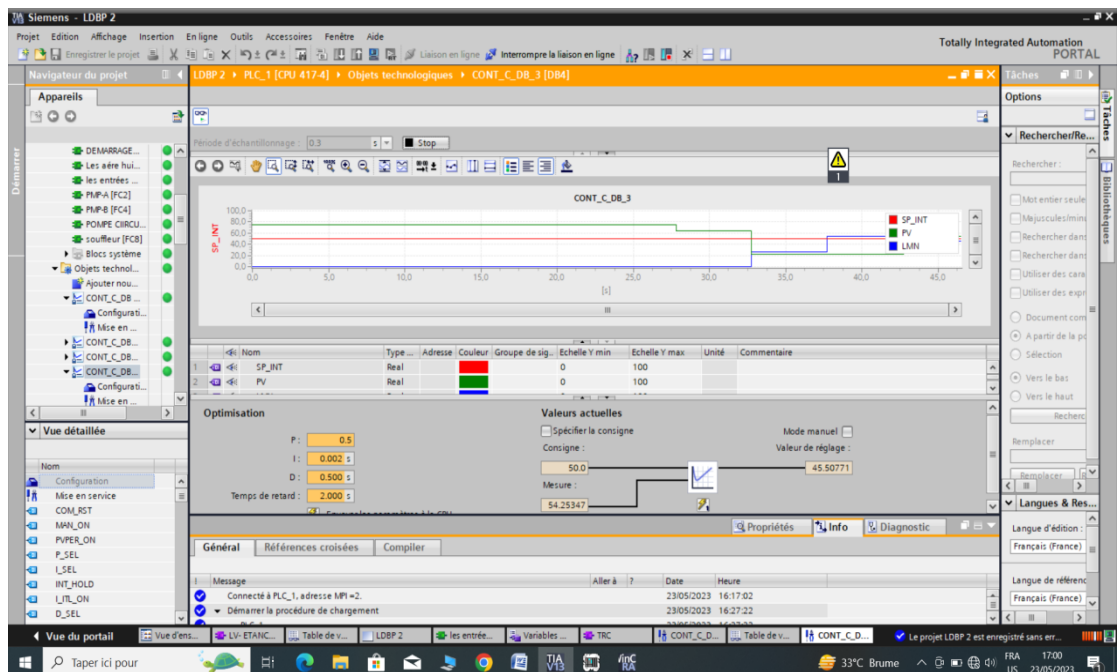 Siemens - LDBP 2
Projet Edition Affichage Insertion En ligne Outils Accessoires Fenêtre Aide
Totally Integrated Automation
PORTAL
Enregistrer le projet
Liaison en ligne
Interrompre la liaison en ligne
Navigateur du projet
LDBP 2 PLC_1 [CPU 417-4] Objets technologiques CONT_C_DB_3 [DB4]
Tâches
Appareils
Options
Démarrer
DEMARRAGE...
Les aére hui...
les entrées ...
PMP-A [FC2]
PMP-B [FC4]
POMPE CIIRCU...
souffleur [FC8]
Blocs système
Objets technol...
Ajouter nou...
CONT_C_DB ...
Configurati...
Mise en ...
CONT_C_DB...
CONT_C_DB...
CONT_C_DB...
Configurati...
Mise en ...
Vue détaillée
Nom
Configuration
Mise en service
COM_RST
MAN_ON
PVPER_ON
P_SEL
I_SEL
INT_HOLD
I_ITL_ON
D_SEL
Période d'échantillonnage : 0.3 s Stop
1
CONT_C_DB_3
SP_INT
100,0
80,0
60,0
40,0
20,0
0,0
0,0 5,0 10,0 15,0 20,0 25,0 30,0 35,0 40,0 45,0
[s]
SP_INT
PV
LMN
Nom Type ... Adresse Couleur Groupe de sig.. Echelle Y min Echelle Y max Unité Commentaire
1 SP_INT Real 0 100
2 PV Real 0 100
Optimisation
P : 0.5
I : 0.002 s
D : 0.500 s
Temps de retard : 2.000 s
Valeurs actuelles
Spécifier la consigne
Mode manuel
Consigne :
Valeur de réglage :
50.0
45.50771
Mesure :
54.25347
Propriétés Info Diagnostic
Général Références croisées Compiler
! Message Aller à ? Date Heure
Connecté à PLC_1, adresse MPI =2. 23/05/2023 16:17:02
Démarrer la procédure de chargement 23/05/2023 16:27:22
Rechercher/Re...
Rechercher :
Mot entier seule
Majuscules/minu
Rechercher dans
Rechercher dans
Utiliser des cara
Utiliser des expr
Document com
A partir de la po
Sélection
Vers le bas
Vers le haut
Recherc
Remplacer
Remplacer
Langues & Res...
Langue d'édition :
Français (France)
Langue de référenc
Français (France)
Tâches
Bibliothèques
Vue du portail
Vue d'ens...
LV- ETANC...
Table de v...
LDBP 2
les entrée...
Variables ...
TRC
CONT_C_D...
Table de v...
CONT_C_D...
Le projet LDBP 2 est enregistré sans err...
Taper ici pour
TIA
V13
33°C Brume
FRA
US
17:00
23/05/2023